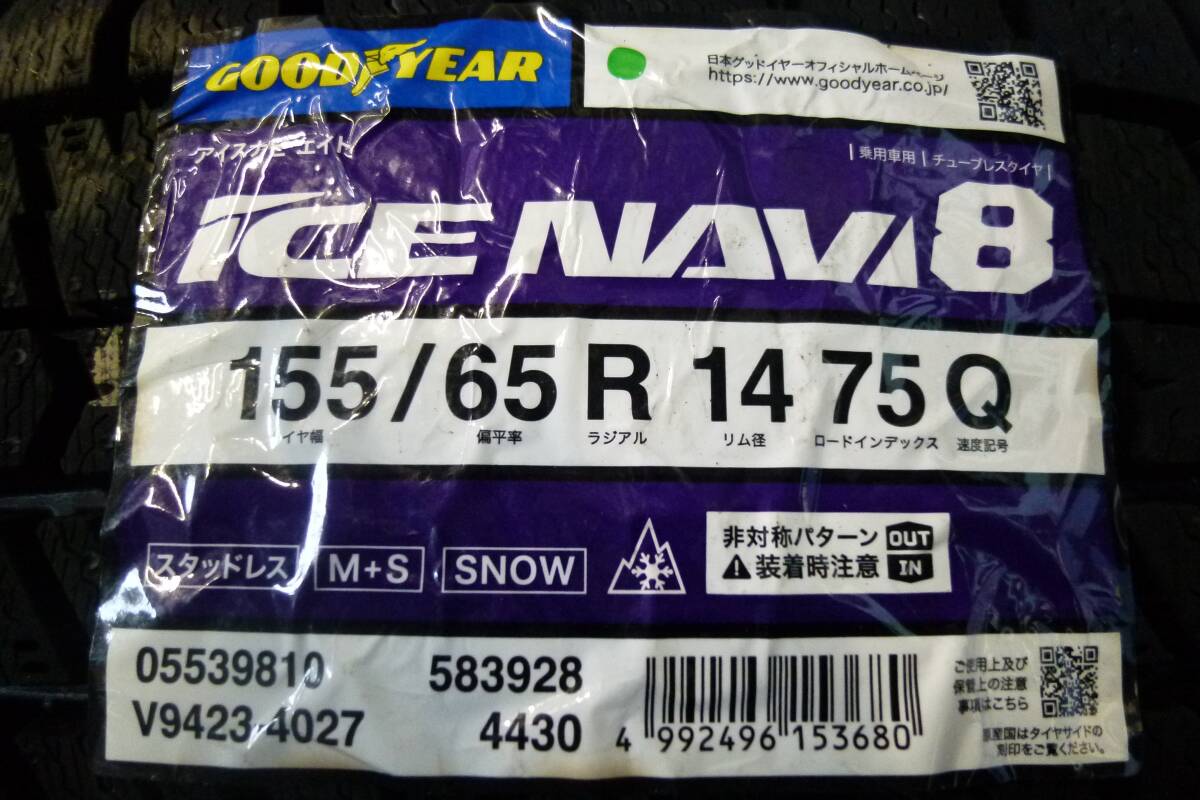 GOODYEAR
日本グッドイヤーオフィシャルホームページ
https://www.goodyear.co.jp/
アイスナビ エイト
乗用車用 チューブレスタイヤ
ICE NAVI 8
155/65 R 14 75 Q
イヤ幅 偏平率 ラジアル リム径 ロードインデックス 速度記号
スタッドレス M+S SNOW
非対称パターン OUT
装着時注意 IN
05539810 583928
V9423-4027 4430
4 992496 153680
ご使用上及び
保管上の注意
事項はこちら
原産国はタイヤサイドの
刻印をご覧ください。